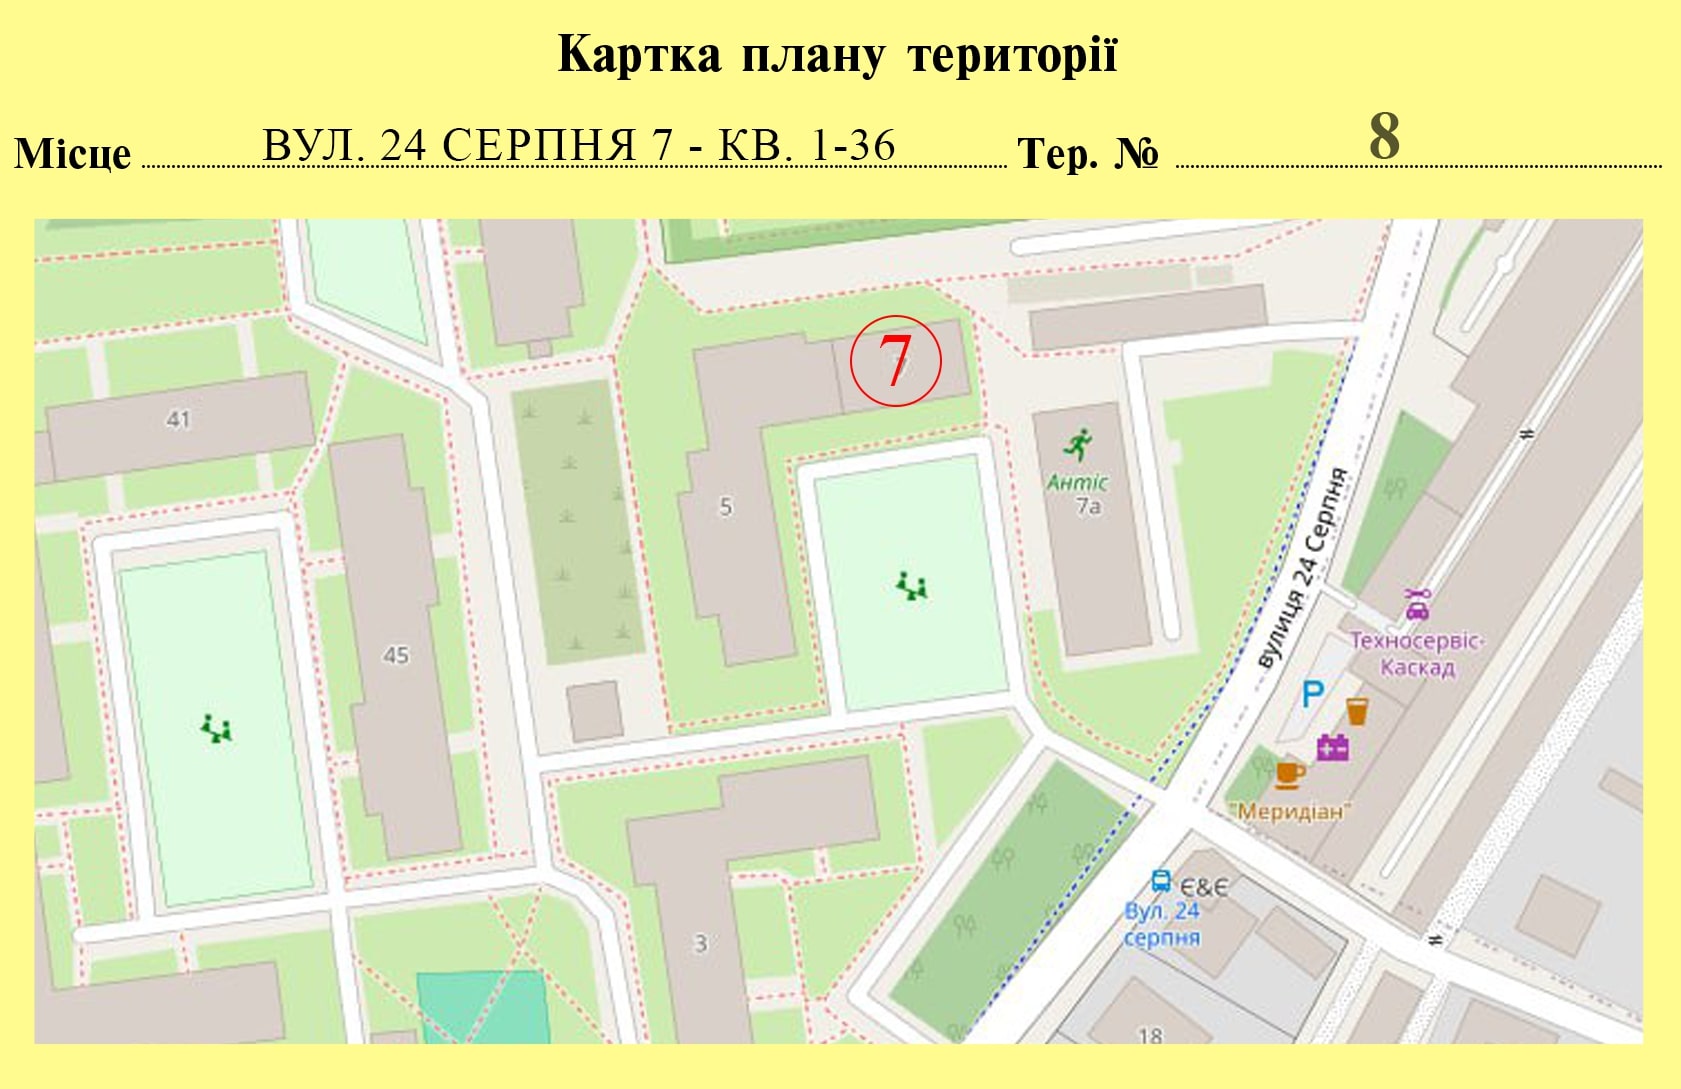 Картка плану території
Місце ВУЛ. 24 СЕРПНЯ 7 - КВ. 1-36 Тер. № 8
7
41
Антіс
7а
5
вулиця 24 Серпня
45
Техносервіс-
Каскад
P
"Меридіан"
Є&Є
Вул. 24
серпня
3
18